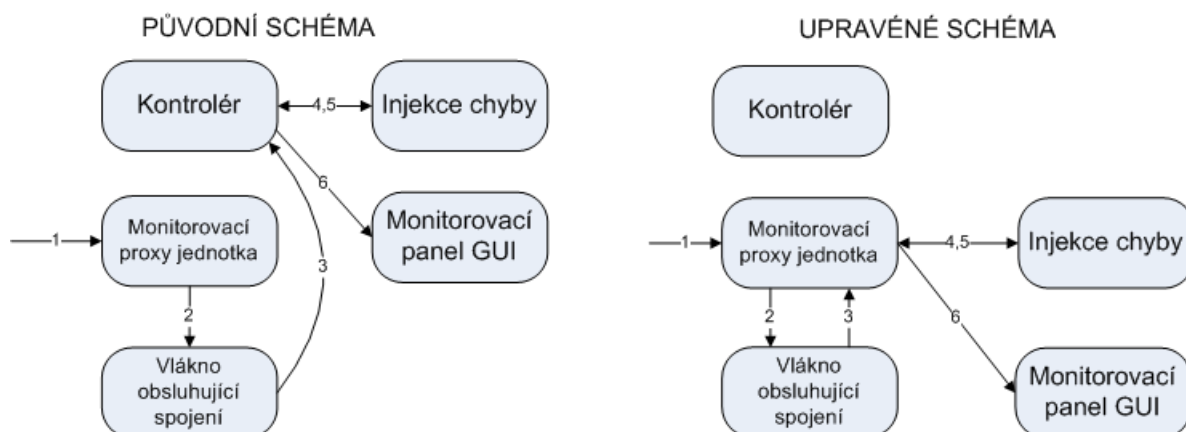 PŮVODNÍ SCHÉMA
Kontrolér
4,5
Injekce chyby
6
Monitorovací
proxy jednotka
Monitorovací
panel GUI
1
3
2
Vlákno
obsluhující
spojení
UPRAVÉNÉ SCHÉMA
Kontrolér
1
Monitorovací
proxy jednotka
4,5
Injekce chyby
2
3
6
Vlákno
obsluhující
spojení
Monitorovací
panel GUI